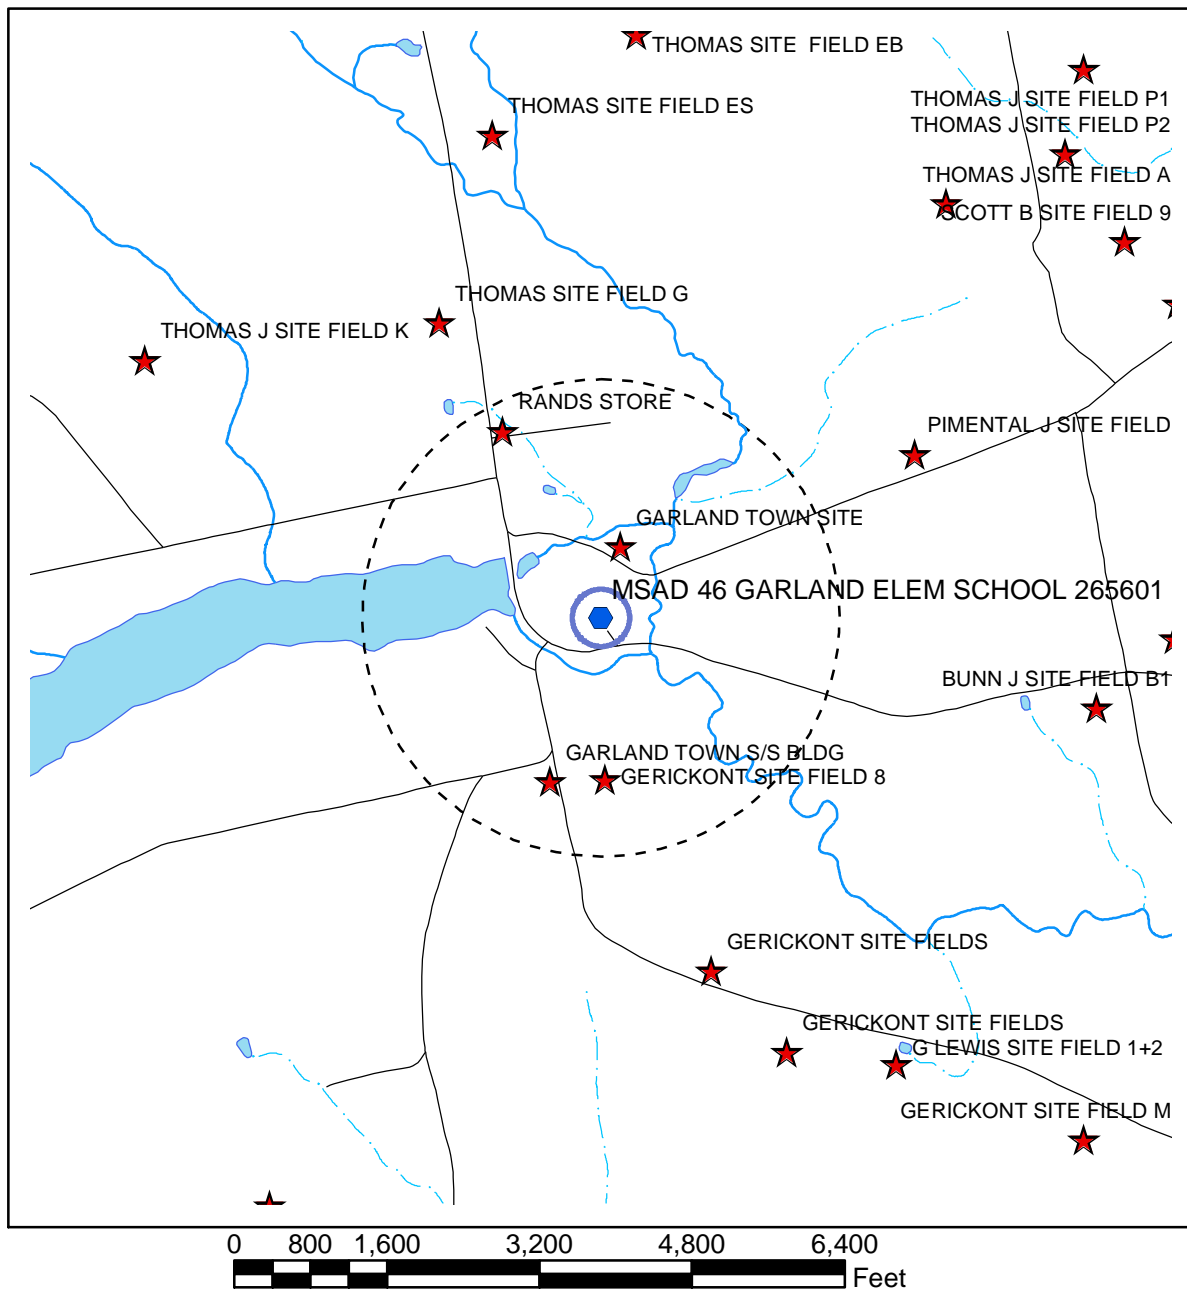 THOMAS SITE  FIELD EB
THOMAS SITE FIELD ES
THOMAS J SITE FIELD P1
THOMAS J SITE FIELD P2
THOMAS J SITE FIELD A
SCOTT B SITE FIELD 9
THOMAS SITE FIELD G
THOMAS J SITE FIELD K
RANDS STORE
PIMENTAL J SITE FIELD
GARLAND TOWN SITE
MSAD 46 GARLAND ELEM SCHOOL 265601
BUNN J SITE FIELD B1
GARLAND TOWN S/S BLDG
GERICKONT SITE FIELD 8
GERICKONT SITE FIELDS
GERICKONT SITE FIELDS
G LEWIS SITE FIELD 1+2
GERICKONT SITE FIELD M
0 800 1,600 3,200 4,800 6,400
Feet